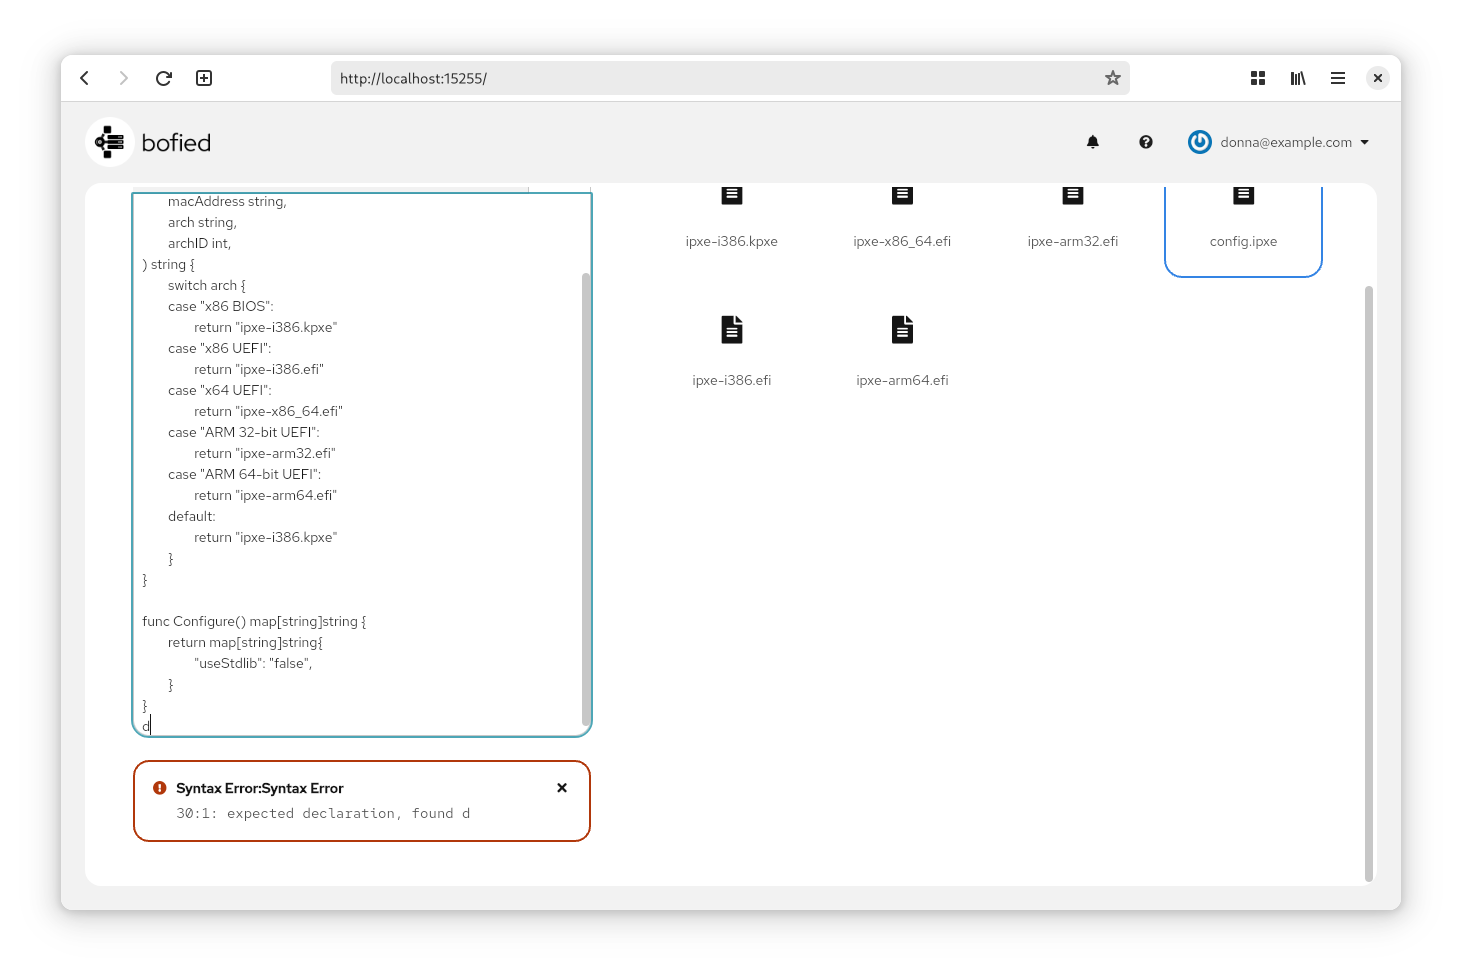 http://localhost:15255/
bofied
donna@example.com
macAddress string,
arch string,
archID int,
) string {
switch arch {
case "x86 BIOS":
return "ipxe-i386.kpxe"
case "x86 UEFI":
return "ipxe-i386.efi"
case "x64 UEFI":
return "ipxe-x86_64.efi"
case "ARM 32-bit UEFI":
return "ipxe-arm32.efi"
case "ARM 64-bit UEFI":
return "ipxe-arm64.efi"
default:
return "ipxe-i386.kpxe"
}
}
func Configure() map[string]string {
return map[string]string{
"useStdlib": "false",
}
}
d
Syntax Error:Syntax Error
30:1: expected declaration, found d
ipxe-i386.kpxe
ipxe-x86_64.efi
ipxe-arm32.efi
config.ipxe
ipxe-i386.efi
ipxe-arm64.efi